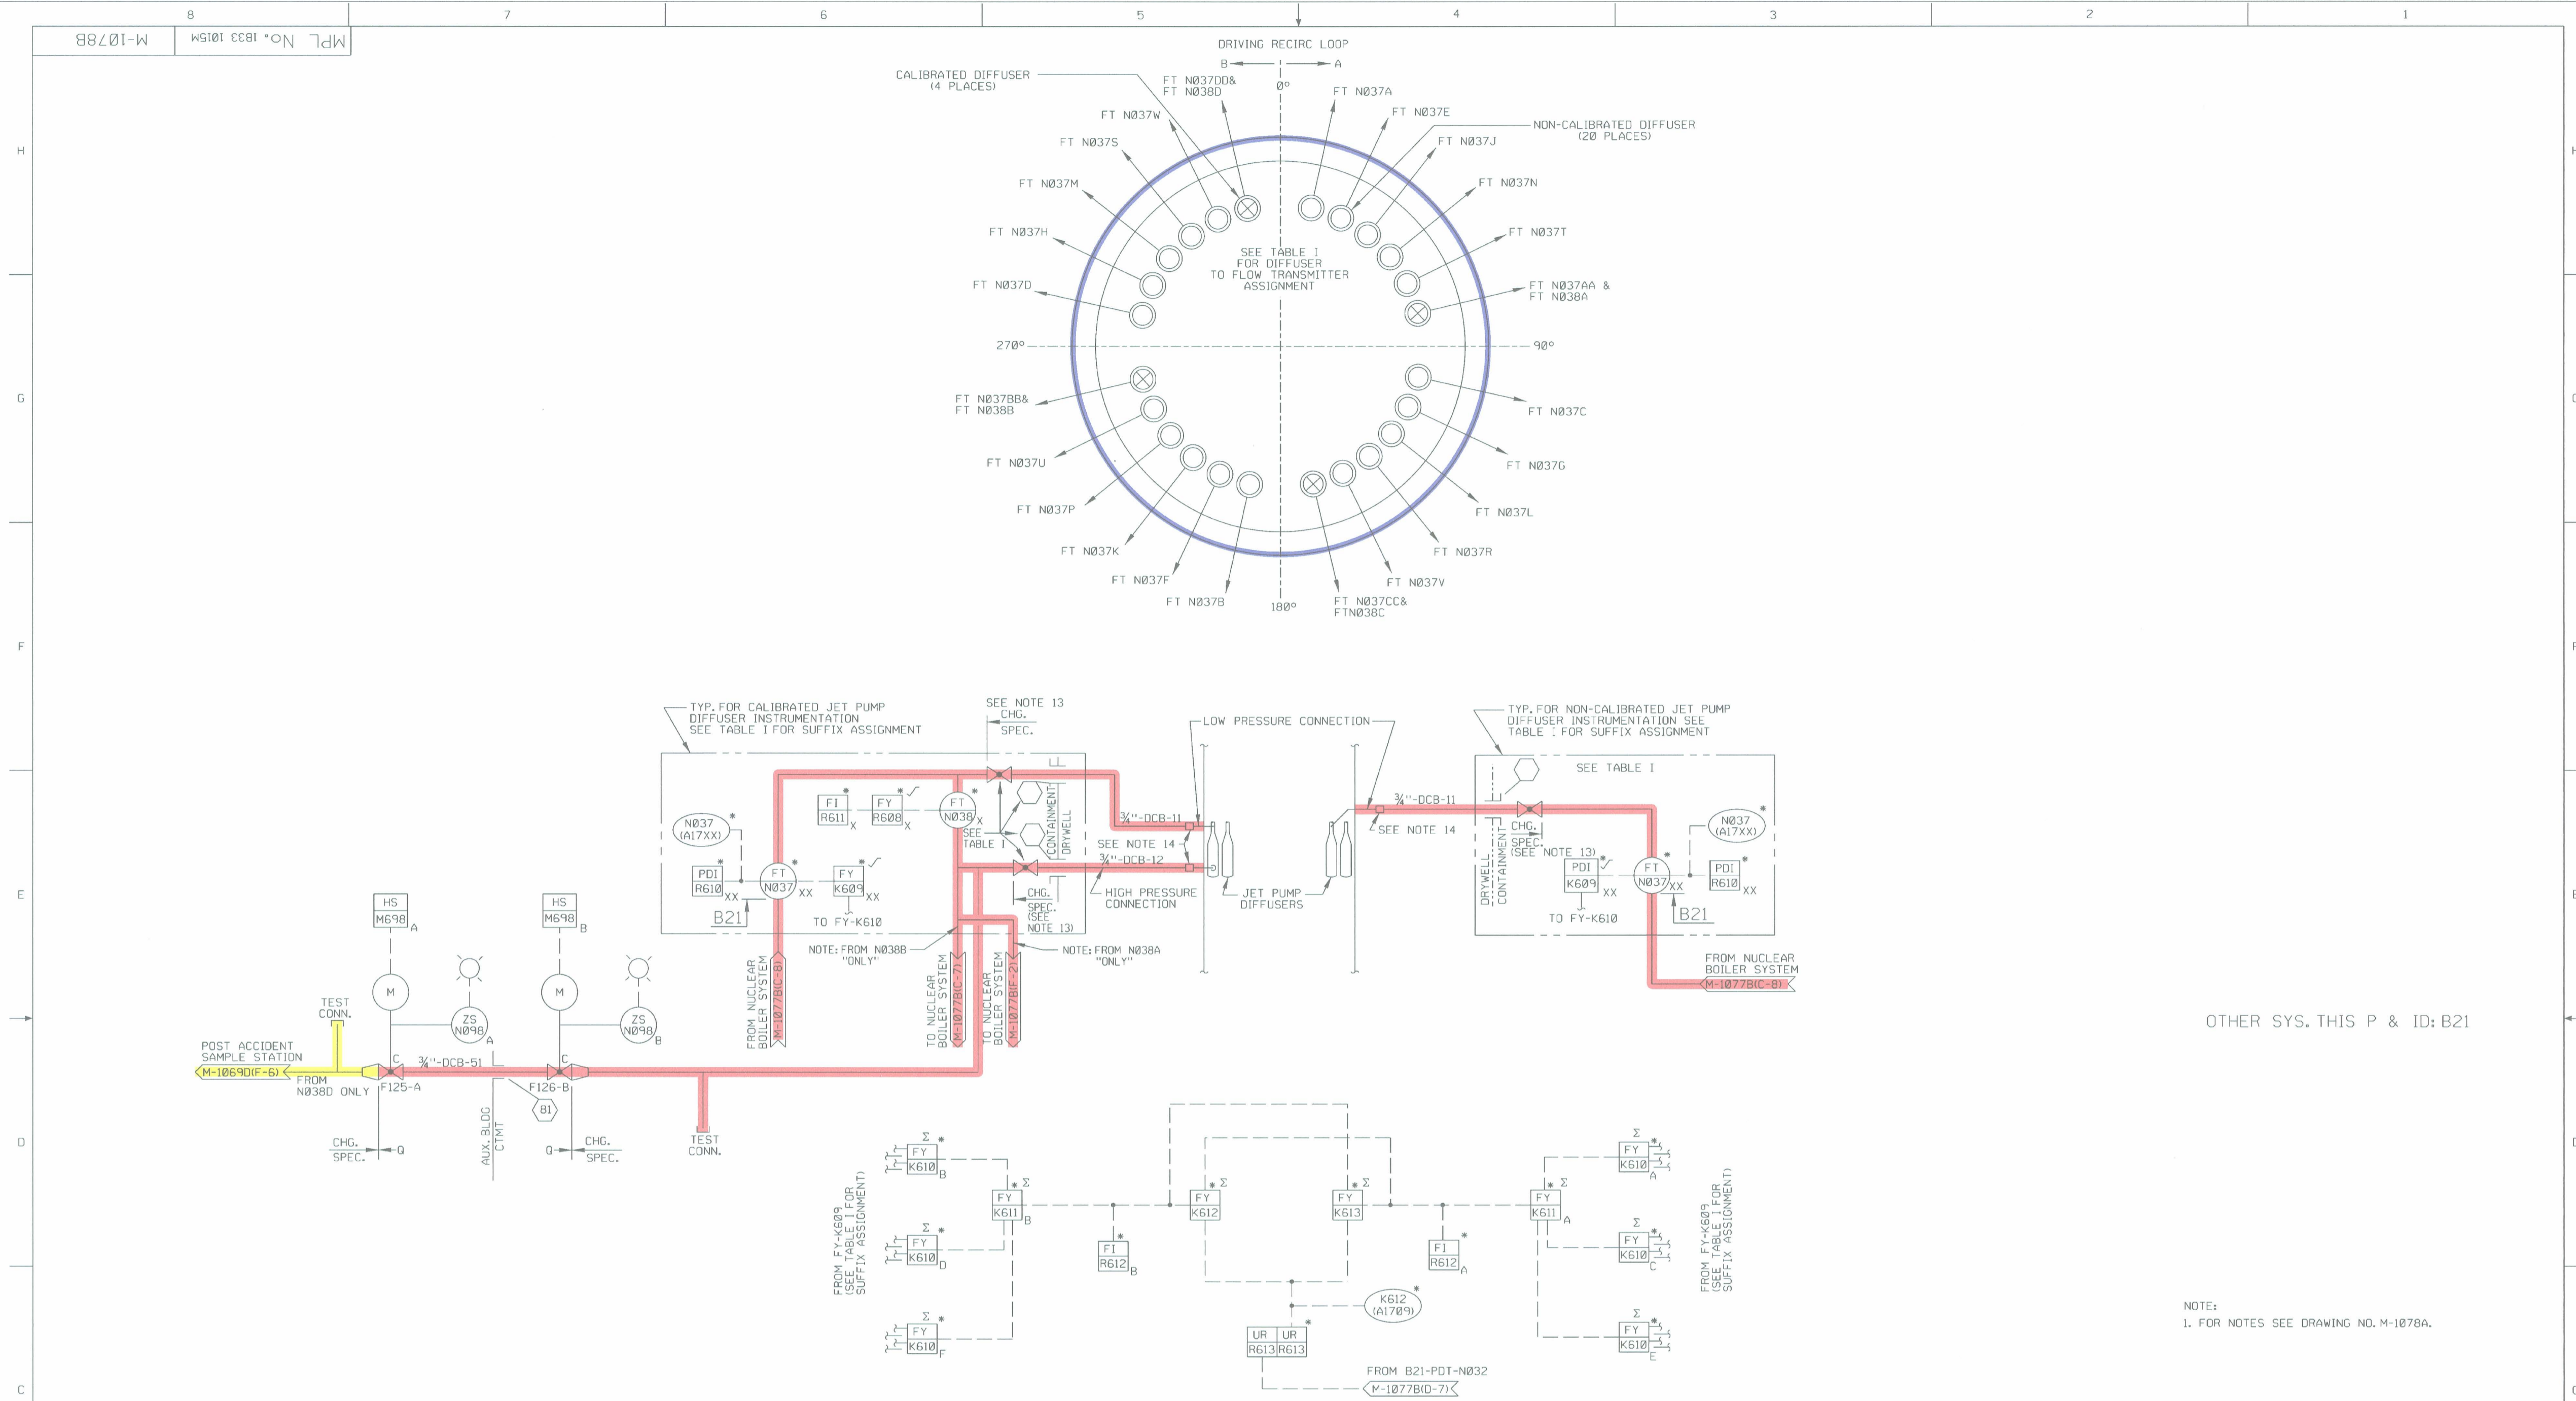 8 7 6 5 4 3 2 1
M-1078B
MPL No. 1B33 1015M
H
G
F
E
D
C
DRIVING RECIRC LOOP
B A
0°
CALIBRATED DIFFUSER
(4 PLACES)
FT N037DD&
FT N038D
FT N037A
FT N037W
FT N037E
NON-CALIBRATED DIFFUSER
(20 PLACES)
FT N037S
FT N037J
FT N037M
FT N037N
FT N037H
FT N037T
SEE TABLE I
FOR DIFFUSER
TO FLOW TRANSMITTER
ASSIGNMENT
FT N037D
FT N037AA &
FT N038A
270°
90°
FT N037BB&
FT N038B
FT N037C
FT N037U
FT N037G
FT N037P
FT N037L
FT N037K
FT N037R
FT N037F
FT N037V
FT N037B
180°
FT N037CC&
FTN038C
TYP. FOR CALIBRATED JET PUMP
DIFFUSER INSTRUMENTATION
SEE TABLE I FOR SUFFIX ASSIGNMENT
SEE NOTE 13
CHG.
SPEC.
LOW PRESSURE CONNECTION
TYP. FOR NON-CALIBRATED JET PUMP
DIFFUSER INSTRUMENTATION SEE
TABLE I FOR SUFFIX ASSIGNMENT
SEE TABLE I
FI
R611
X
*
FY
R608
X
* √
FT
N038
X
*
N037
(A17XX)
*
SEE
TABLE I
CONTAINMENT
DRYWELL
¾"-DCB-11
SEE NOTE 14
¾"-DCB-12
HIGH PRESSURE
CONNECTION
JET PUMP
DIFFUSERS
PDI
R610
XX
*
FT
N037
XX
*
FY
K609
XX
* √
B21
TO FY-K610
CHG.
SPEC.
(SEE
NOTE 13)
NOTE: FROM N038B
"ONLY"
NOTE: FROM N038A
"ONLY"
FROM NUCLEAR
BOILER SYSTEM
M-1077B(C-8)
TO NUCLEAR
BOILER SYSTEM
M-1077B(C-7)
TO NUCLEAR
BOILER SYSTEM
M-1077B(F-2)
¾"-DCB-11
SEE NOTE 14
DRYWELL
CONTAINMENT
CHG.
SPEC.
(SEE NOTE 13)
PDI
K609
XX
* √
FT
N037
XX
*
N037
(A17XX)
*
PDI
R610
XX
*
TO FY-K610
B21
FROM NUCLEAR
BOILER SYSTEM
M-1077B(C-8)
HS
M698
A
HS
M698
B
M
M
ZS
N098
A
ZS
N098
B
TEST
CONN.
POST ACCIDENT
SAMPLE STATION
M-1069D(F-6)
FROM
N038D ONLY
C
F125-A
¾"-DCB-51
C
F126-B
81
CHG.
SPEC.
Q
AUX. BLDG
CTMT
Q
CHG.
SPEC.
TEST
CONN.
OTHER SYS. THIS P & ID: B21
FROM FY-K609
(SEE TABLE I FOR
SUFFIX ASSIGNMENT)
Σ *
FY
K610
B
Σ *
FY
K610
D
Σ *
FY
K610
F
* Σ
FY
K611
B
*
FI
R612
B
* Σ
FY
K612
* Σ
FY
K613
*
FI
R612
A
* Σ
FY
K611
A
Σ *
FY
K610
A
Σ *
FY
K610
C
Σ *
FY
K610
E
FROM FY-K609
(SEE TABLE I FOR
SUFFIX ASSIGNMENT)
K612
(A1709)
*
UR UR
R613 R613
*
FROM B21-PDT-N032
M-1077B(D-7)
NOTE:
1. FOR NOTES SEE DRAWING NO. M-1078A.